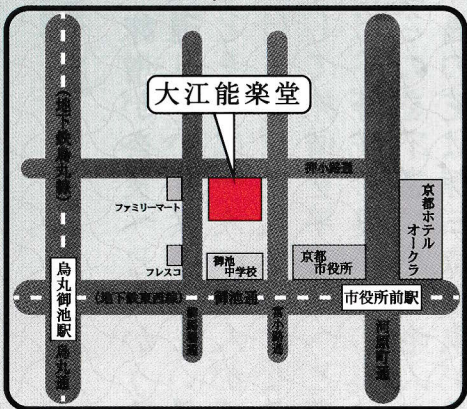 大江能楽堂
(地下鉄烏丸線)
押小路通
ファミリーマート
京都ホテル
オークラ
フレスコ
御池
中学校
京都
市役所
烏丸御池駅
(地下鉄東西線)
御池通
市役所前駅
烏丸通
河原町通